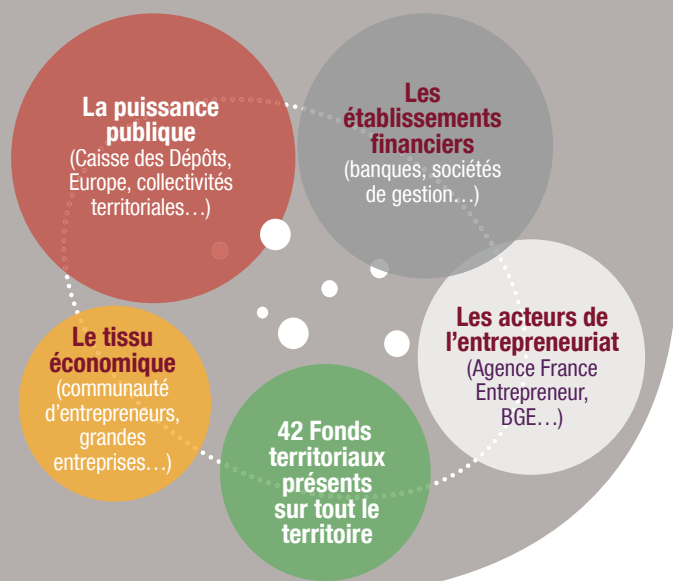 La puissance
publique
(Caisse des Dépôts,
Europe, collectivités
territoriales…)
Les
établissements
financiers
(banques, sociétés
de gestion…)
Les acteurs de
l’entrepreneuriat
(Agence France
Entrepreneur,
BGE…)
Le tissu
économique
(communauté
d’entrepreneurs,
grandes
entreprises…)
42 Fonds
territoriaux
présents
sur tout le
territoire